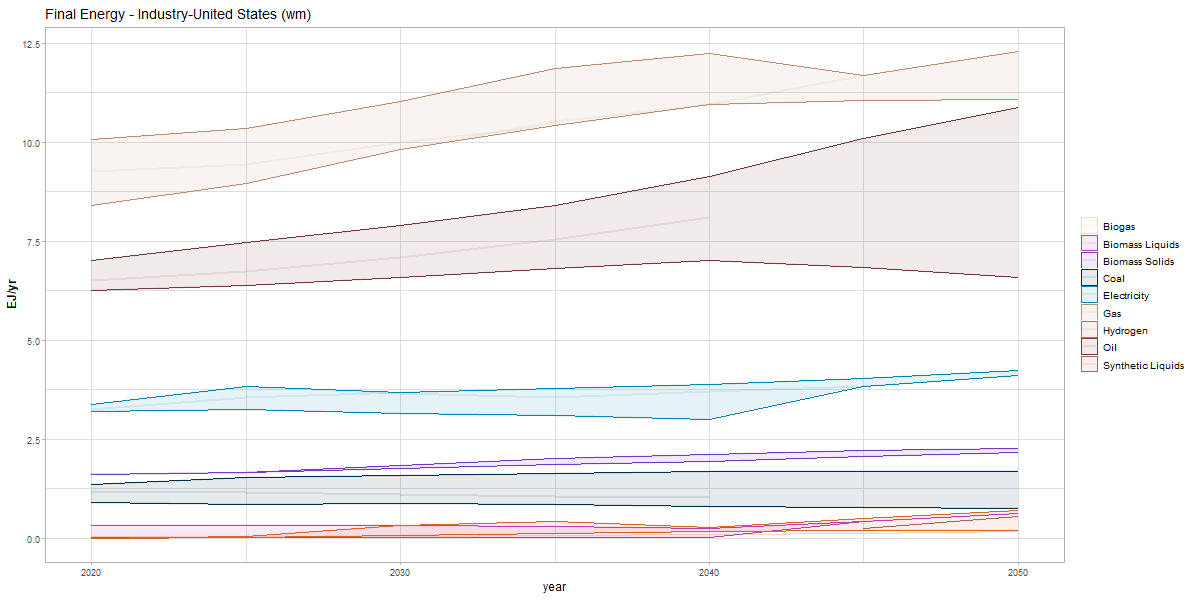 Final Energy - Industry-United States (wm)
12.5
10.0
7.5
5.0
2.5
0.0
EJ/yr
2020
2030
2040
2050
year
Biogas
Biomass Liquids
Biomass Solids
Coal
Electricity
Gas
Hydrogen
Oil
Synthetic Liquids